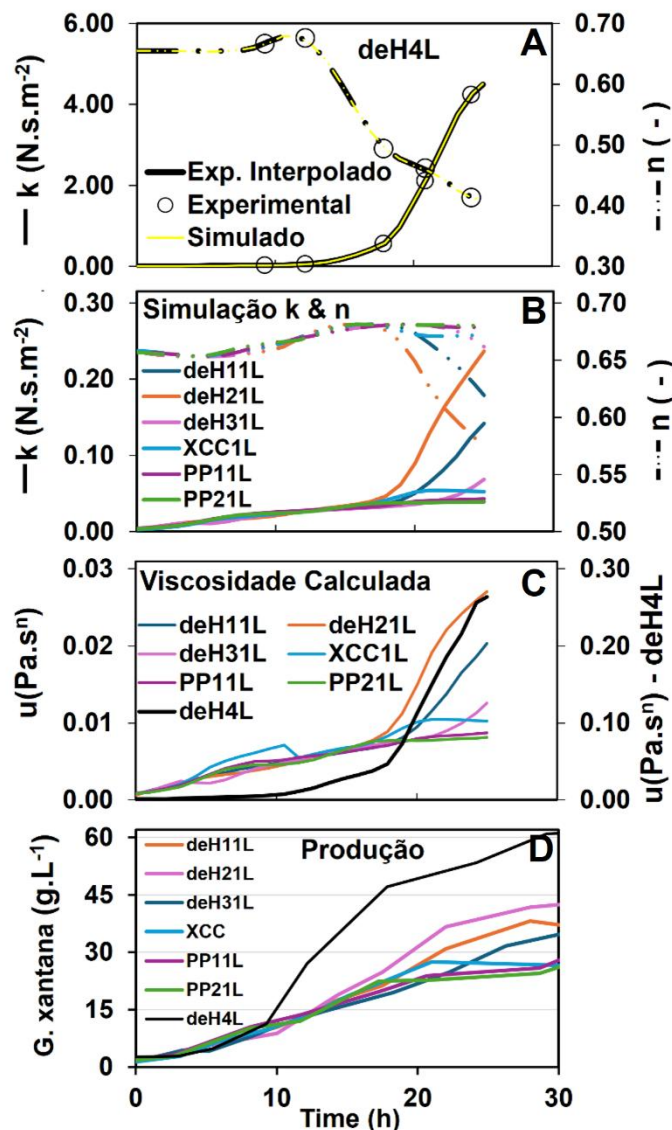 6.00
4.00
2.00
0.00
k (N.s.m-2)
A
deH4L
Exp. Interpolado
Experimental
Simulado
0.70
0.60
0.50
0.40
0.30
n ( - )
0 10 20 30
0.30
0.20
0.10
0.00
k (N.s.m-2)
Simulação k & n
B
deH11L
deH21L
deH31L
XCC1L
PP11L
PP21L
0.70
0.65
0.60
0.55
0.50
n ( - )
0.03
0.02
0.01
0.00
u(Pa.sn)
Viscosidade Calculada
C
deH11L deH21L
deH31L XCC1L
PP11L PP21L
deH4L
0.30
0.20
0.10
0.00
u(Pa.sn) - deH4L
60
45
30
15
0
G. xantana (g.L-1)
Produção
D
deH11L
deH21L
deH31L
XCC
PP11L
PP21L
deH4L
0 10 20 30
Time (h)